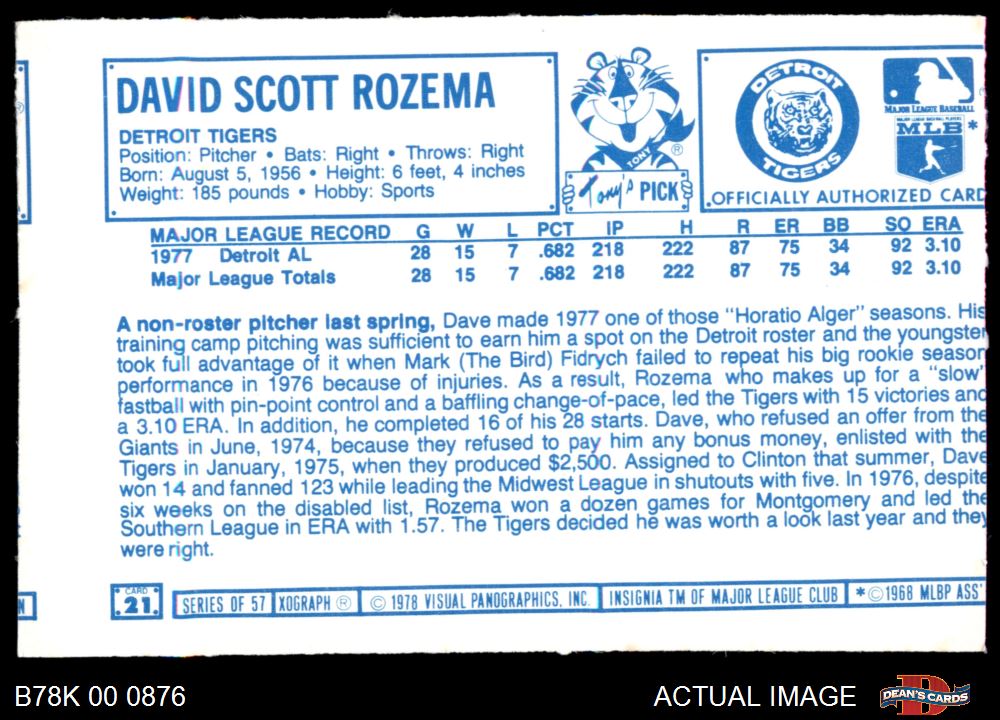 DAVID SCOTT ROZEMA
DETROIT TIGERS
Position: Pitcher • Bats: Right • Throws: Right
Born: August 5, 1956 • Height: 6 feet, 4 inches
Weight: 185 pounds • Hobby: Sports
TONY
®
Tony's PICK
DETROIT
TIGERS
MAJOR LEAGUE BASEBALL
MAJOR LEAGUE BASEBALL PLAYERS
MLB *
OFFICIALLY AUTHORIZED CARD
MAJOR LEAGUE RECORD G W L PCT IP H R ER BB SO ERA
1977 Detroit AL 28 15 7 .682 218 222 87 75 34 92 3.10
Major League Totals 28 15 7 .682 218 222 87 75 34 92 3.10
A non-roster pitcher last spring, Dave made 1977 one of those "Horatio Alger" seasons. His
training camp pitching was sufficient to earn him a spot on the Detroit roster and the youngster
took full advantage of it when Mark (The Bird) Fidrych failed to repeat his big rookie season
performance in 1976 because of injuries. As a result, Rozema who makes up for a "slow"
fastball with pin-point control and a baffling change-of-pace, led the Tigers with 15 victories and
a 3.10 ERA. In addition, he completed 16 of his 28 starts. Dave, who refused an offer from the
Giants in June, 1974, because they refused to pay him any bonus money, enlisted with the
Tigers in January, 1975, when they produced $2,500. Assigned to Clinton that summer, Dave
won 14 and fanned 123 while leading the Midwest League in shutouts with five. In 1976, despite
six weeks on the disabled list, Rozema won a dozen games for Montgomery and led the
Southern League in ERA with 1.57. The Tigers decided he was worth a look last year and they
were right.
N
CARD
21
SERIES OF 57 XOGRAPH ® © 1978 VISUAL PANOGRAPHICS, INC. INSIGNIA TM OF MAJOR LEAGUE CLUB *©1968 MLBP ASS'
B78K 00 0876
ACTUAL IMAGE
D
DEAN'S CARDS